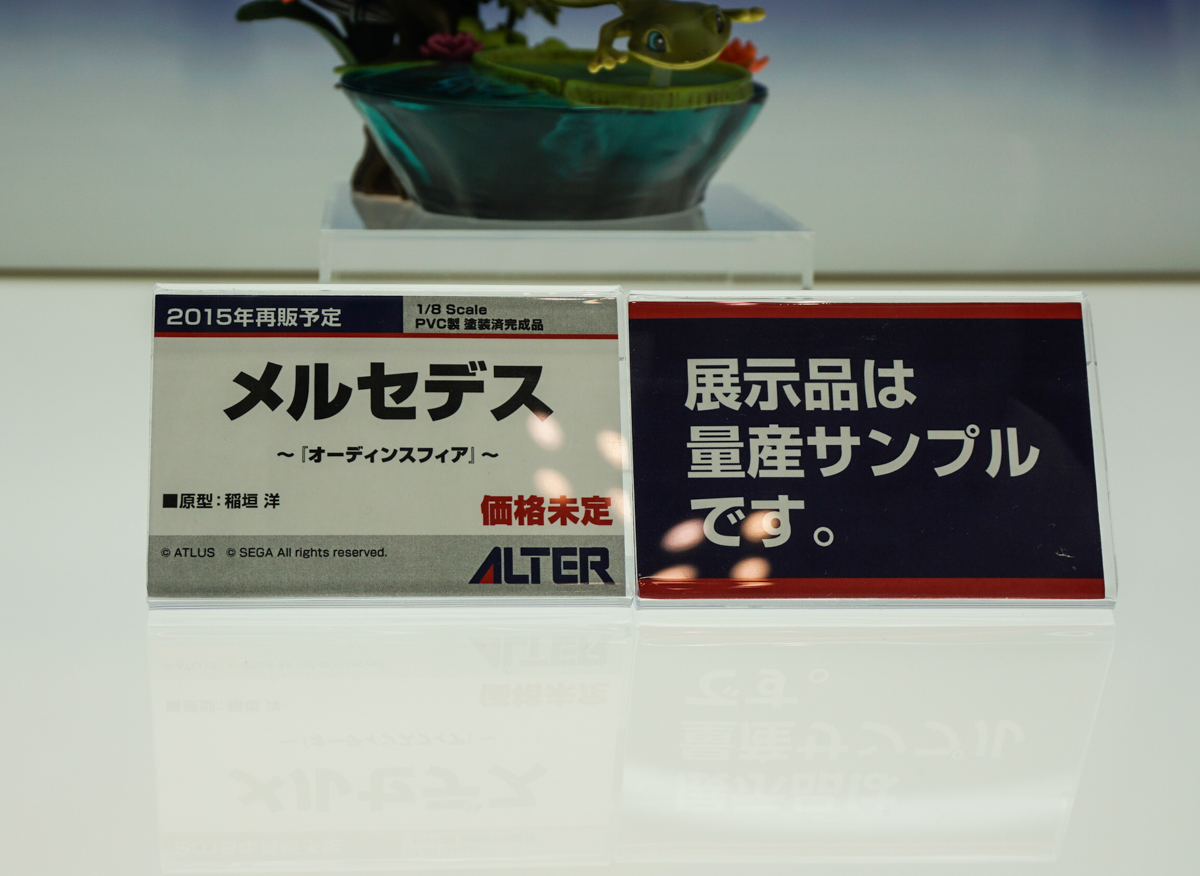 2015年再販予定
1/8 Scale
PVC製 塗装済完成品
メルセデス
～『オーディンスフィア』～
■原型：稲垣 洋
価格未定
© ATLUS © SEGA All rights reserved.
ALTER
展示品は
量産サンプル
です。